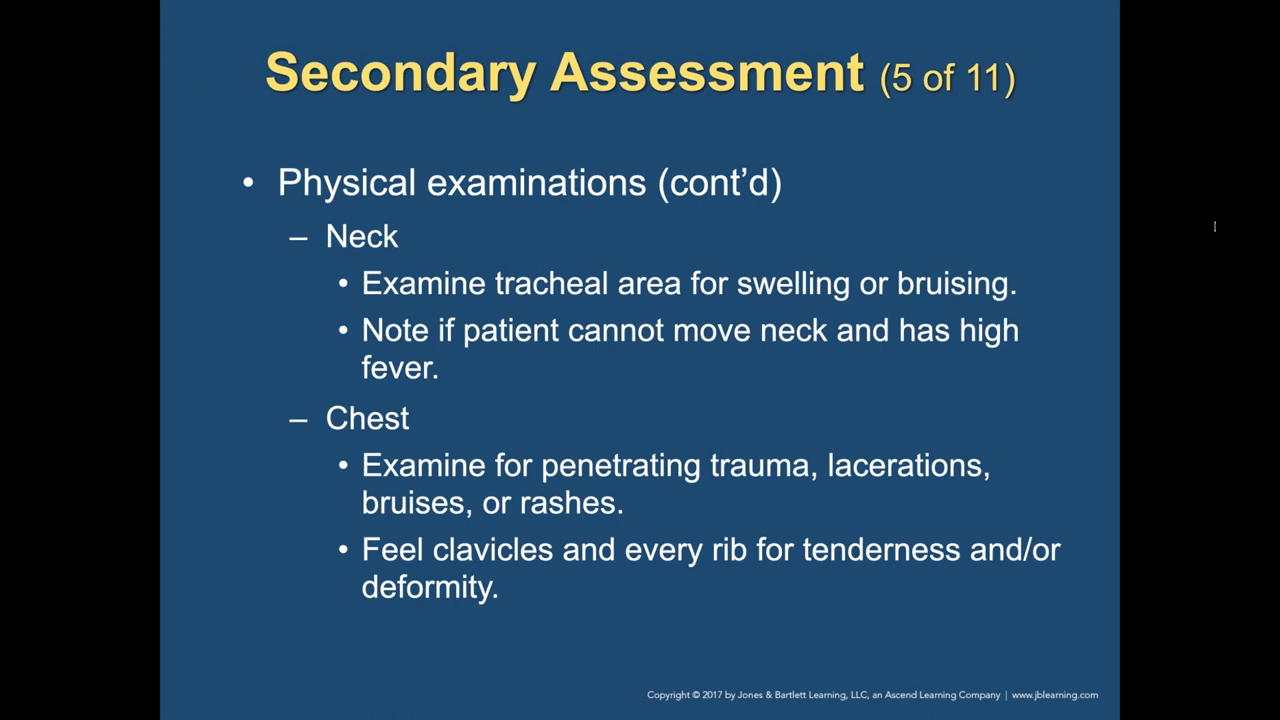 Secondary Assessment (5 of 11)
• Physical examinations (cont’d)
– Neck
• Examine tracheal area for swelling or bruising.
• Note if patient cannot move neck and has high
fever.
– Chest
• Examine for penetrating trauma, lacerations,
bruises, or rashes.
• Feel clavicles and every rib for tenderness and/or
deformity.
Copyright © 2017 by Jones & Bartlett Learning, LLC, an Ascend Learning Company | www.jblearning.com